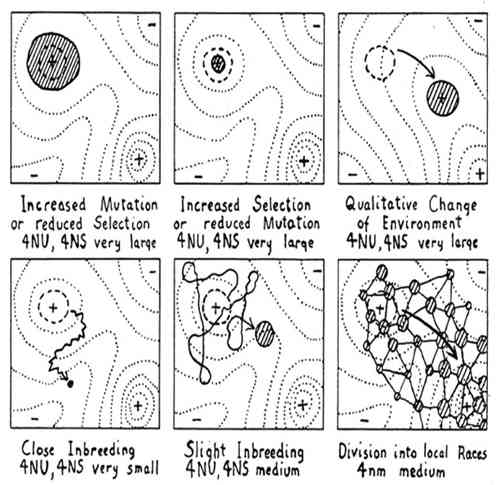 Increased Mutation
or reduced Selection
4NU, 4NS very large
Increased Selection
or reduced Mutation
4NU, 4NS very large
Qualitative Change
of Environment
4NU, 4NS very large
Close Inbreeding
4NU, 4NS very small
Slight Inbreeding
4NU, 4NS medium
Division into local Races
4nm medium